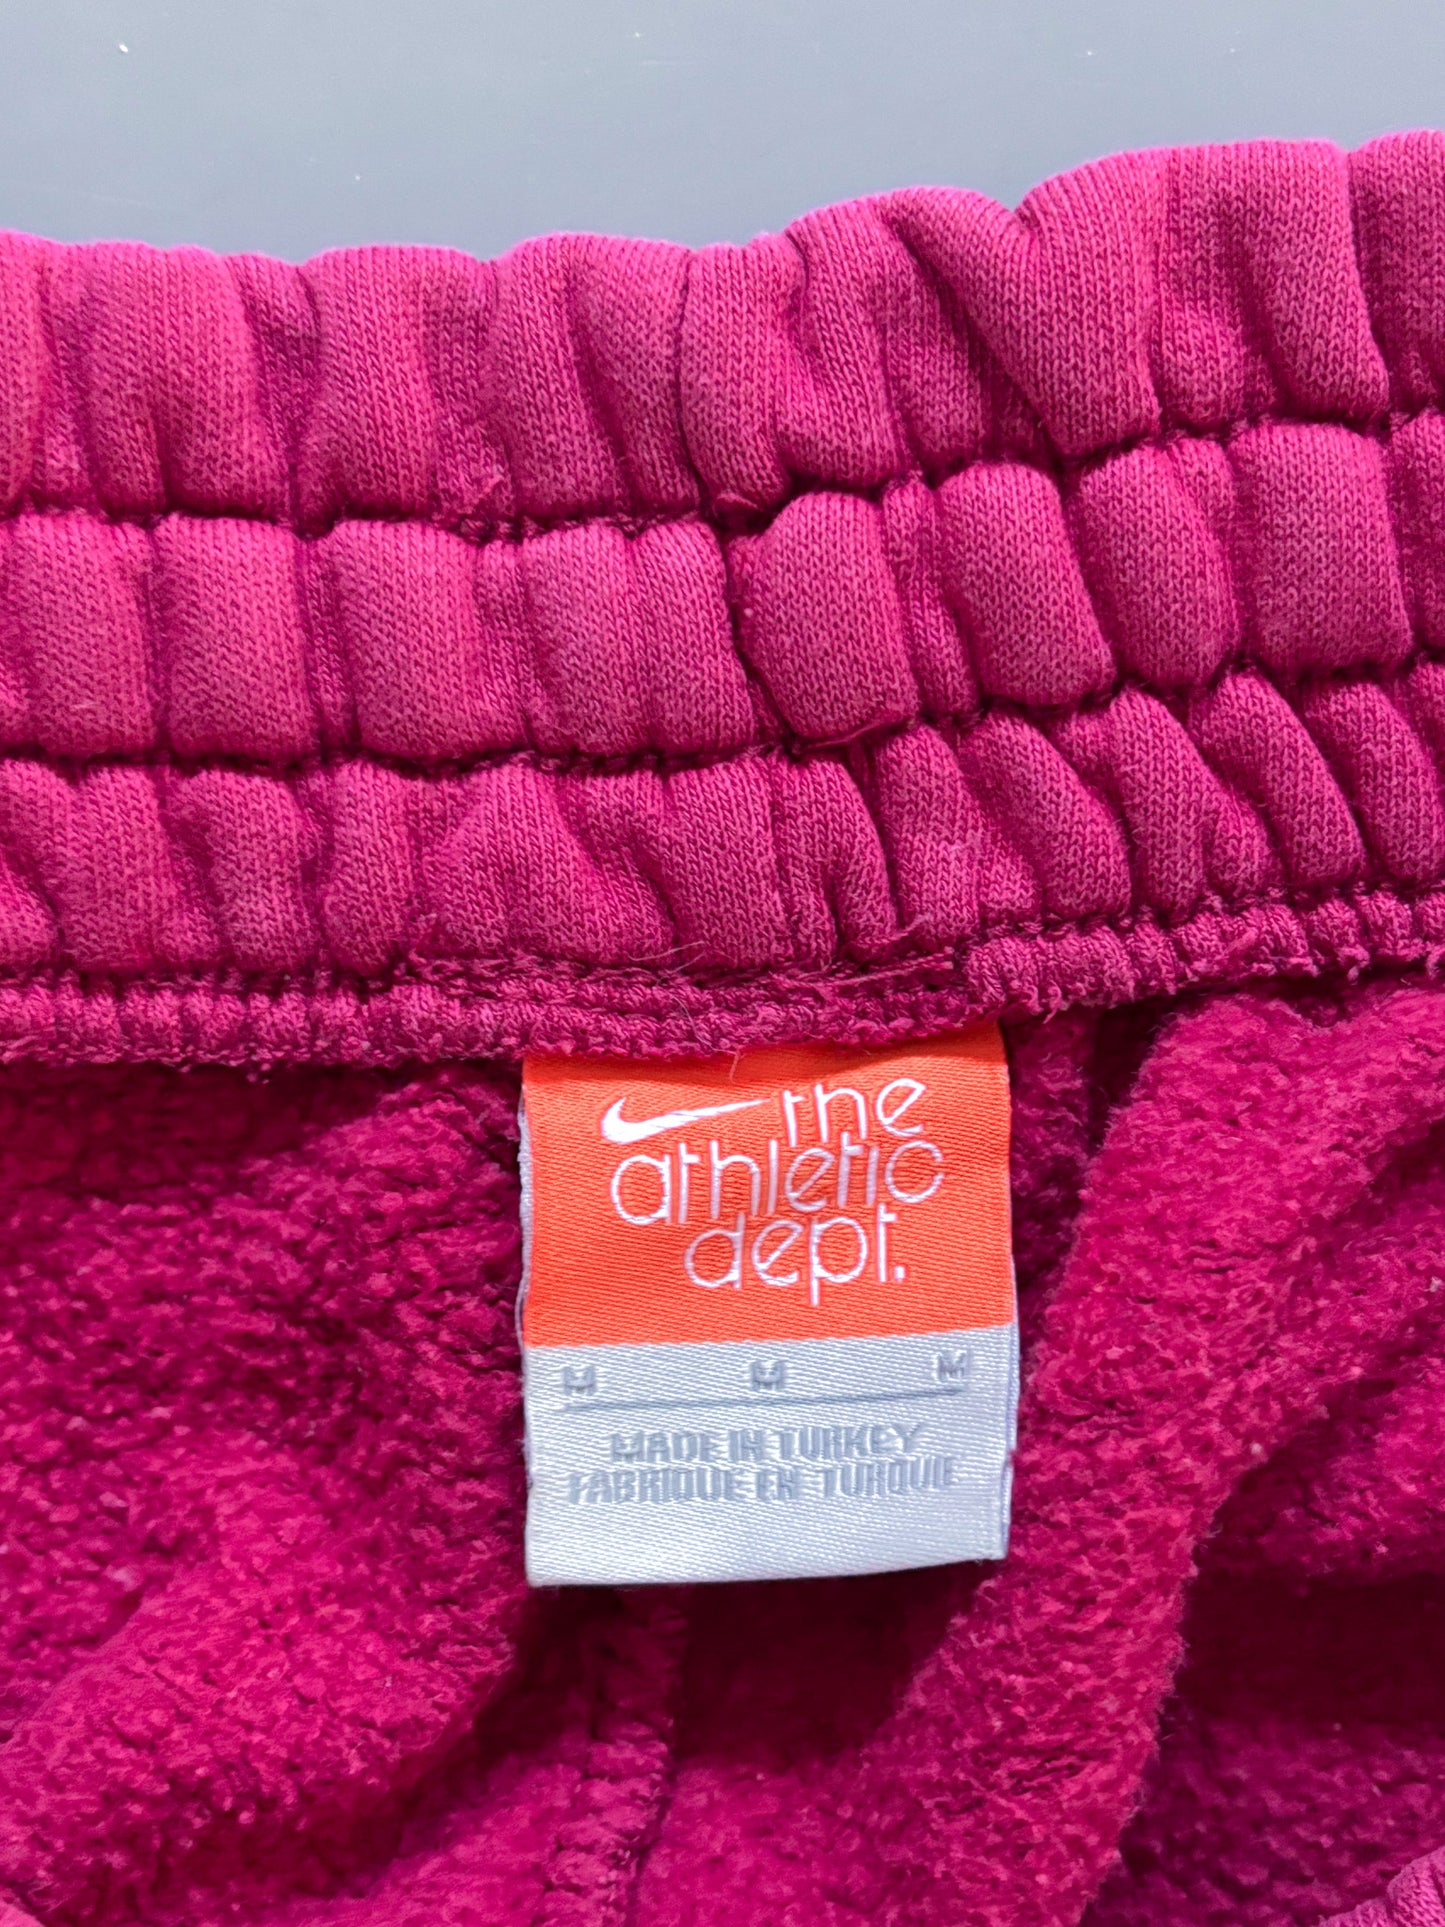 the
athletic
dept.
M M M
MADE IN TURKEY
FABRIQUE EN TURQUIE